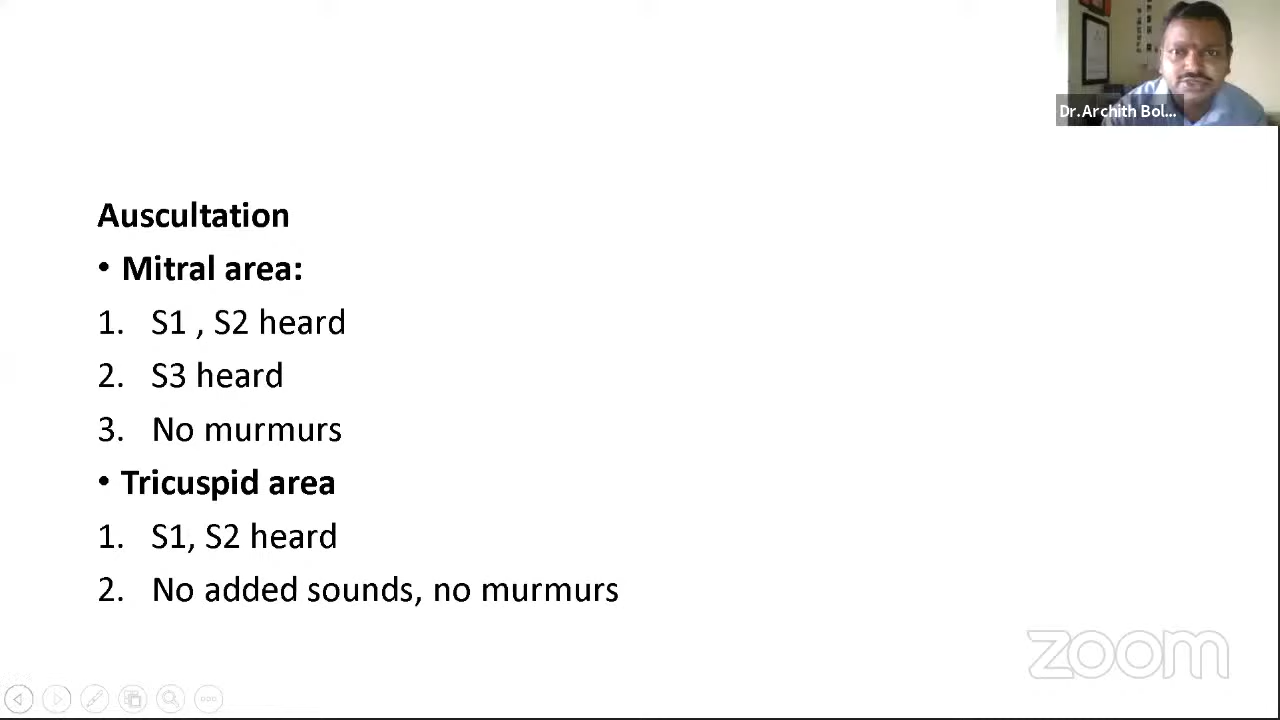 Dr.Archith Bol...
Auscultation
• Mitral area:
1. S1 , S2 heard
2. S3 heard
3. No murmurs
• Tricuspid area
1. S1, S2 heard
2. No added sounds, no murmurs
zoom